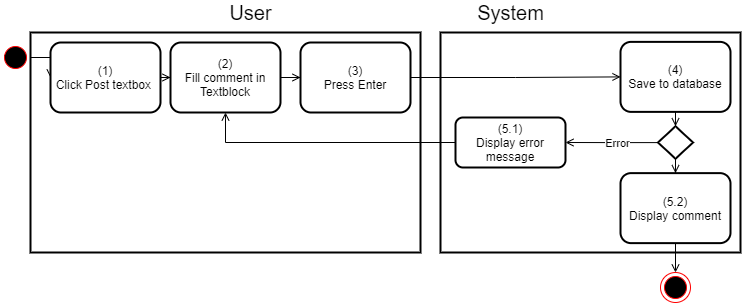 User
System
(1)
Click Post textbox
(2)
Fill comment in
Textblock
(3)
Press Enter
(4)
Save to database
(5.1)
Display error
message
Error
(5.2)
Display comment